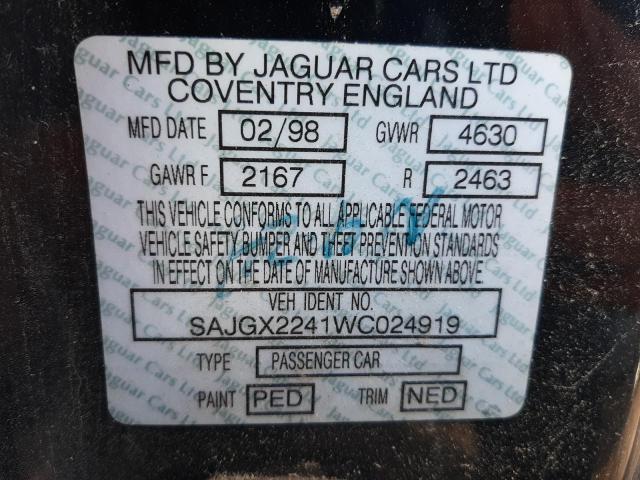 MFD BY JAGUAR CARS LTD
COVENTRY ENGLAND
MFD DATE 02/98 GVWR 4630
GAWR F 2167 R 2463
THIS VEHICLE CONFORMS TO ALL APPLICABLE FEDERAL MOTOR
VEHICLE SAFETY BUMPER AND THEFT PREVENTION STANDARDS
IN EFFECT ON THE DATE OF MANUFACTURE SHOWN ABOVE.
VEH IDENT NO.
SAJGX2241WC024919
TYPE PASSENGER CAR
PAINT PED TRIM NED